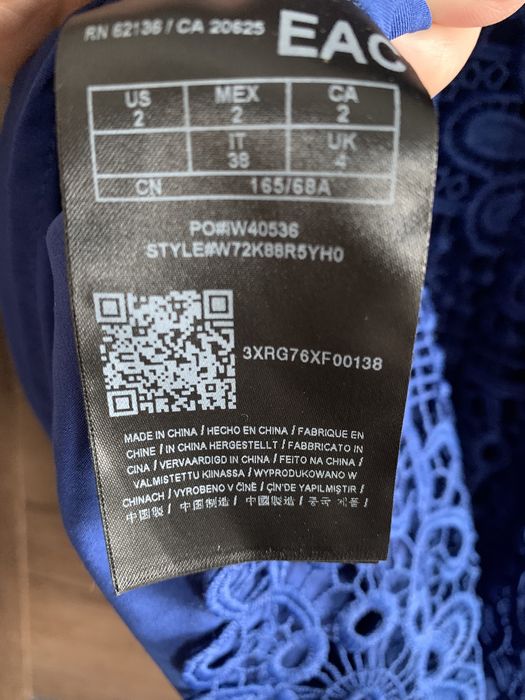 RN 62136 / CA 20625
EAC
US MEX CA
2 2 2
IT UK
38 4
CN 165/68A
PO#IW40536
STYLE#W72K88R5YH0
3XRG76XF00138
MADE IN CHINA / HECHO EN CHINA / FABRIQUE EN
CHINE / IN CHINA HERGESTELLT / FABBRICATO IN
CINA / VERVAARDIGD IN CHINA / FEITO NA CHINA /
VALMISTETTU KIINASSA / WYPRODUKOWANO W
CHINACH / VYROBENO V ČÍNĚ / ÇİN'DE YAPILMIŞTIR /
中国製 / 中国制造 / 中國製造 / 중국 제품 /